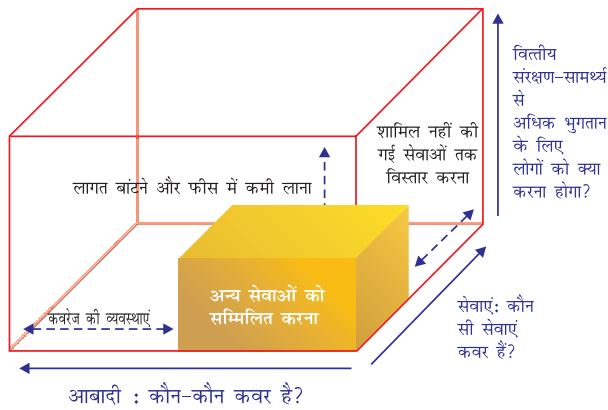 वित्तीय
संरक्षण-सामर्थ्य
से
अधिक भुगतान
के लिए
लोगों को क्या
करना होगा?
शामिल नहीं की
गई सेवाओं तक
विस्तार करना
लागत बांटने और फीस में कमी लाना
अन्य सेवाओं को
सम्मिलित करना
कवरेज की व्यवस्थाएं
सेवाएं: कौन
सी सेवाएं
कवर हैं?
आबादी : कौन-कौन कवर है?